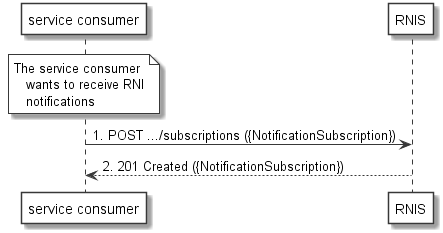 service consumer
RNIS
The service consumer
wants to receive RNI
notifications
1. POST .../subscriptions ({NotificationSubscription})
2. 201 Created ({NotificationSubscription})
service consumer
RNIS